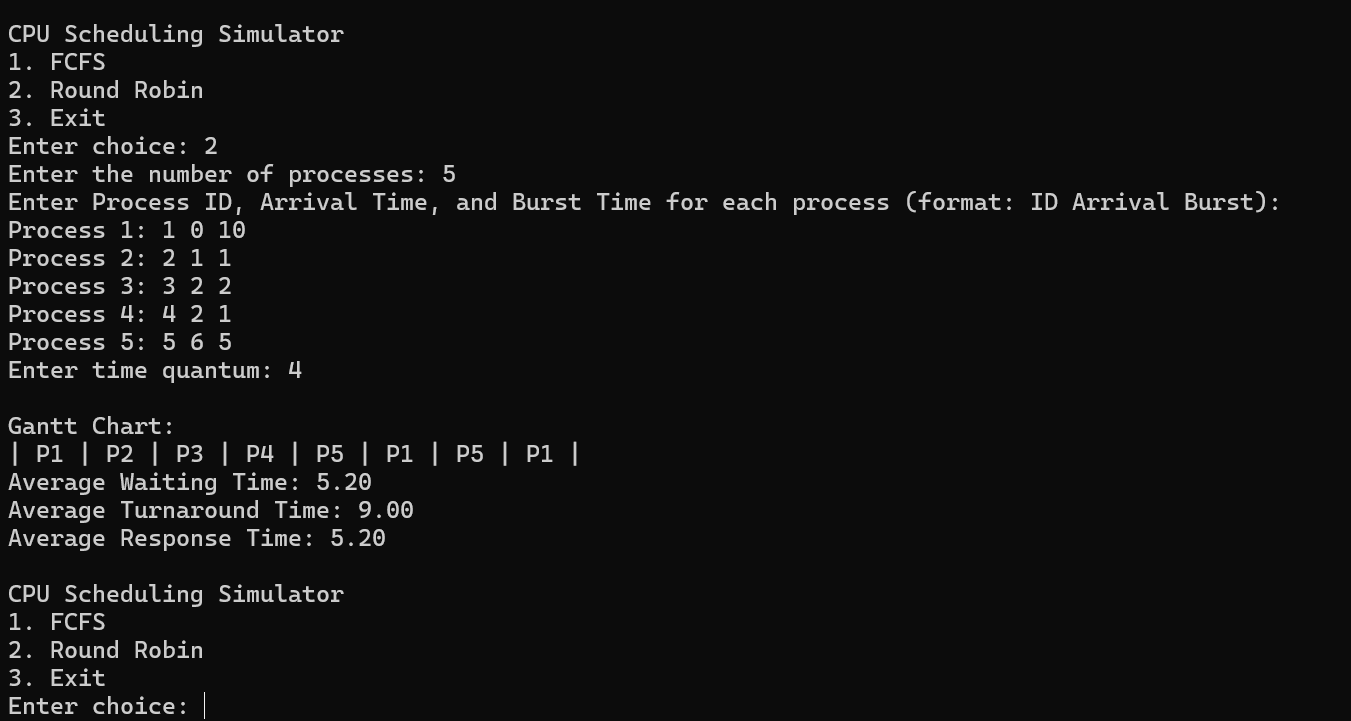 CPU Scheduling Simulator
1. FCFS
2. Round Robin
3. Exit
Enter choice: 2
Enter the number of processes: 5
Enter Process ID, Arrival Time, and Burst Time for each process (format: ID Arrival Burst):
Process 1: 1 0 10
Process 2: 2 1 1
Process 3: 3 2 2
Process 4: 4 2 1
Process 5: 5 6 5
Enter time quantum: 4
Gantt Chart:
| P1 | P2 | P3 | P4 | P5 | P1 | P5 | P1 |
Average Waiting Time: 5.20
Average Turnaround Time: 9.00
Average Response Time: 5.20
CPU Scheduling Simulator
1. FCFS
2. Round Robin
3. Exit
Enter choice: